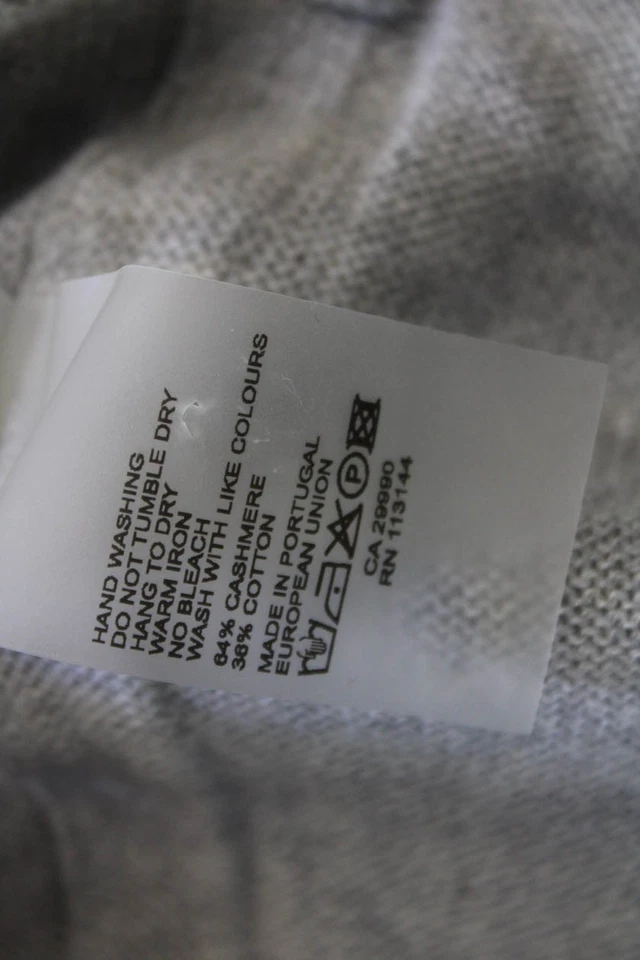 HAND WASHING
DO NOT TUMBLE DRY
HANG TO DRY
WARM IRON
NO BLEACH
WASH WITH LIKE COLOURS
64% CASHMERE
36% COTTON
MADE IN PORTUGAL
EUROPEAN UNION
P
CA 29990
RN 113144